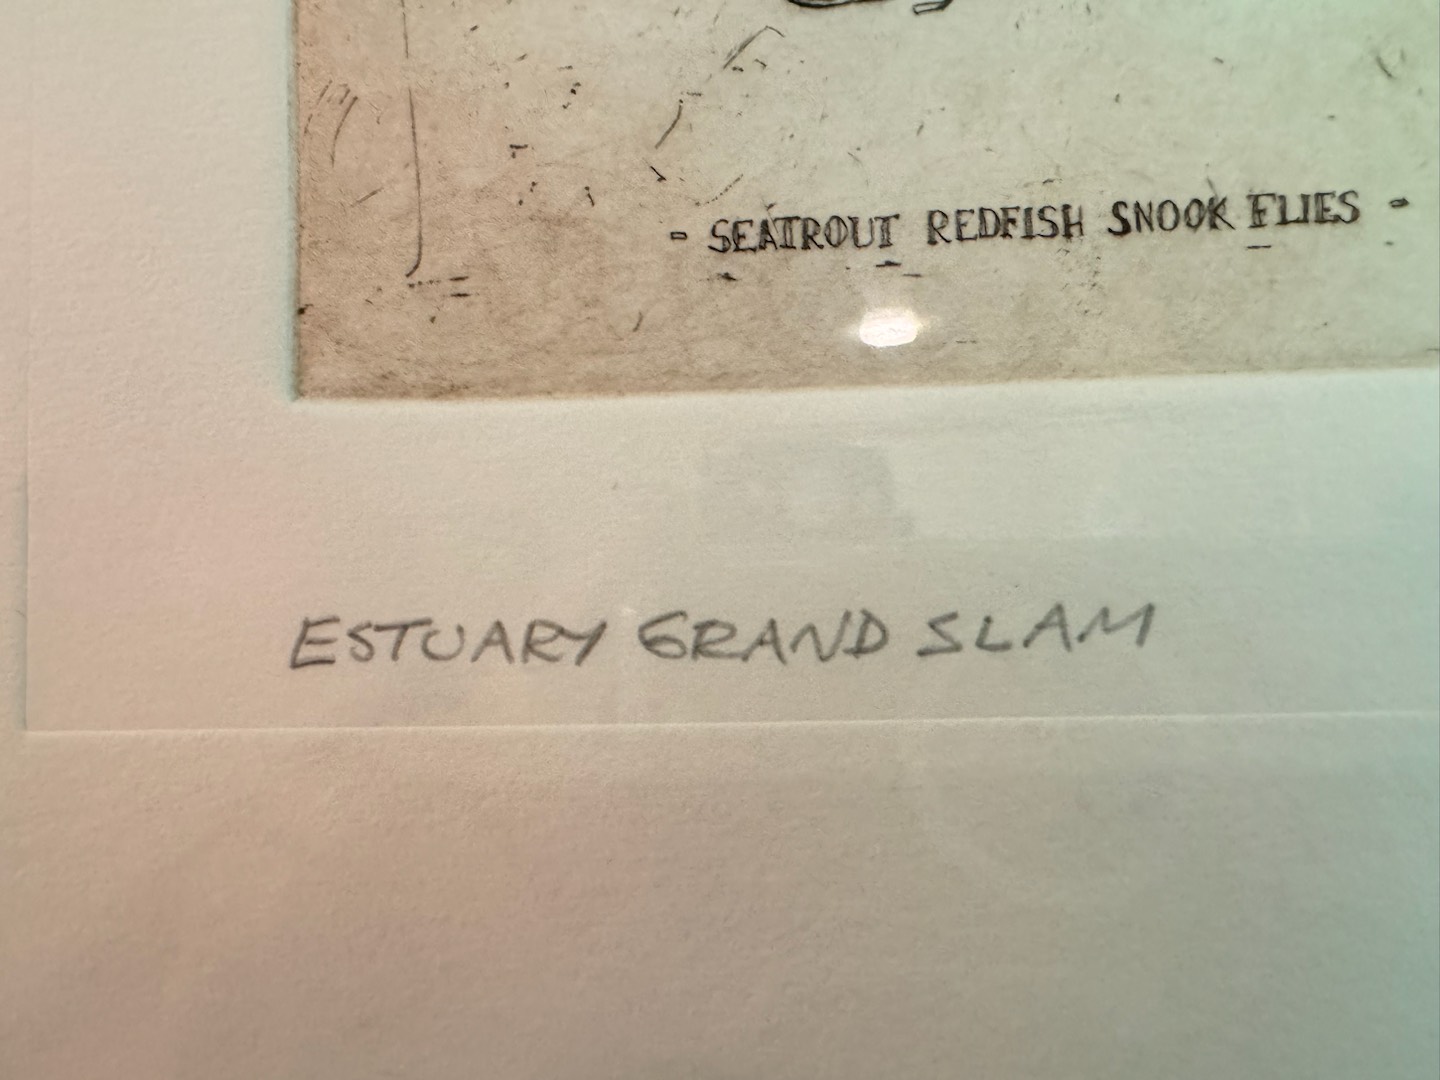 - SEATROUT REDFISH SNOOK FLIES -
ESTUARY GRAND SLAM